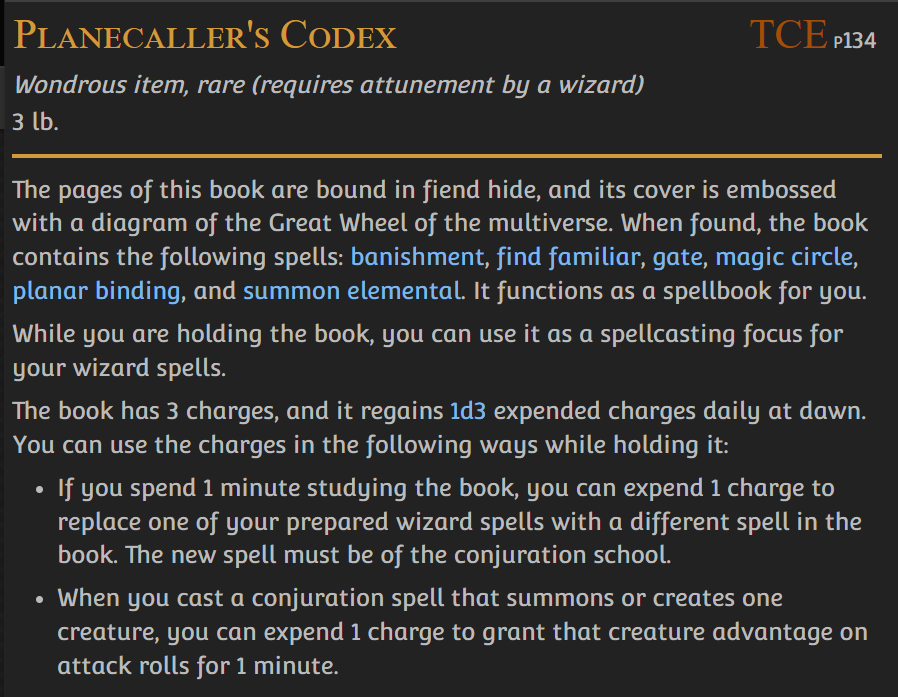 Planecaller's Codex TCE p134
Wondrous item, rare (requires attunement by a wizard)
3 lb.
The pages of this book are bound in fiend hide, and its cover is embossed
with a diagram of the Great Wheel of the multiverse. When found, the book
contains the following spells: banishment, find familiar, gate, magic circle,
planar binding, and summon elemental. It functions as a spellbook for you.
While you are holding the book, you can use it as a spellcasting focus for
your wizard spells.
The book has 3 charges, and it regains 1d3 expended charges daily at dawn.
You can use the charges in the following ways while holding it:
• If you spend 1 minute studying the book, you can expend 1 charge to
replace one of your prepared wizard spells with a different spell in the
book. The new spell must be of the conjuration school.
• When you cast a conjuration spell that summons or creates one
creature, you can expend 1 charge to grant that creature advantage on
attack rolls for 1 minute.